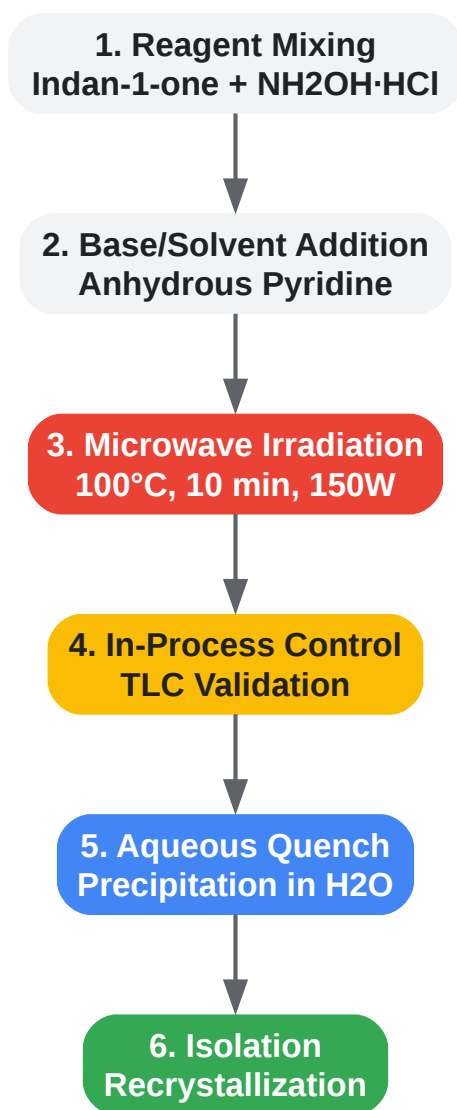 1. Reagent Mixing
Indan-1-one + NH2OH·HCl
2. Base/Solvent Addition
Anhydrous Pyridine
3. Microwave Irradiation
100°C, 10 min, 150W
4. In-Process Control
TLC Validation
5. Aqueous Quench
Precipitation in H2O
6. Isolation
Recrystallization